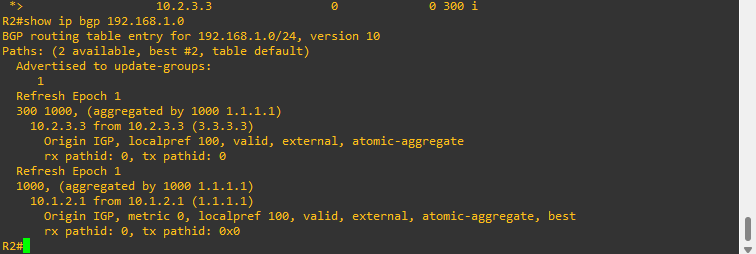 *>                  10.2.3.3                 0             0 300 i
R2#show ip bgp 192.168.1.0
BGP routing table entry for 192.168.1.0/24, version 10
Paths: (2 available, best #2, table default)
  Advertised to update-groups:
     1
  Refresh Epoch 1
  300 1000, (aggregated by 1000 1.1.1.1)
    10.2.3.3 from 10.2.3.3 (3.3.3.3)
      Origin IGP, localpref 100, valid, external, atomic-aggregate
      rx pathid: 0, tx pathid: 0
  Refresh Epoch 1
  1000, (aggregated by 1000 1.1.1.1)
    10.1.2.1 from 10.1.2.1 (1.1.1.1)
      Origin IGP, metric 0, localpref 100, valid, external, atomic-aggregate, best
      rx pathid: 0, tx pathid: 0x0
R2#